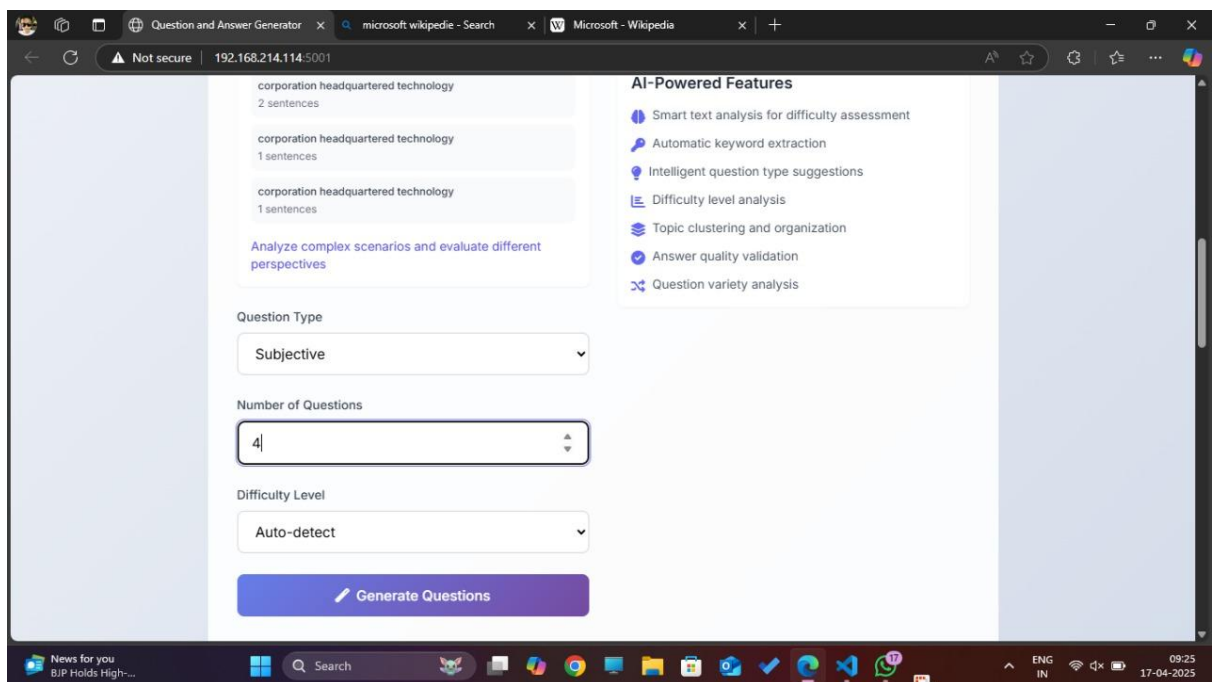 Question and Answer Generator
microsoft wikipedie - Search
Microsoft - Wikipedia
Not secure
192.168.214.114:5001
corporation headquartered technology
2 sentences
corporation headquartered technology
1 sentences
corporation headquartered technology
1 sentences
Analyze complex scenarios and evaluate different
perspectives
Question Type
Subjective
Number of Questions
4
Difficulty Level
Auto-detect
Generate Questions
AI-Powered Features
Smart text analysis for difficulty assessment
Automatic keyword extraction
Intelligent question type suggestions
Difficulty level analysis
Topic clustering and organization
Answer quality validation
Question variety analysis
News for you
BJP Holds High-...
Search
17
ENG
IN
09:25
17-04-2025